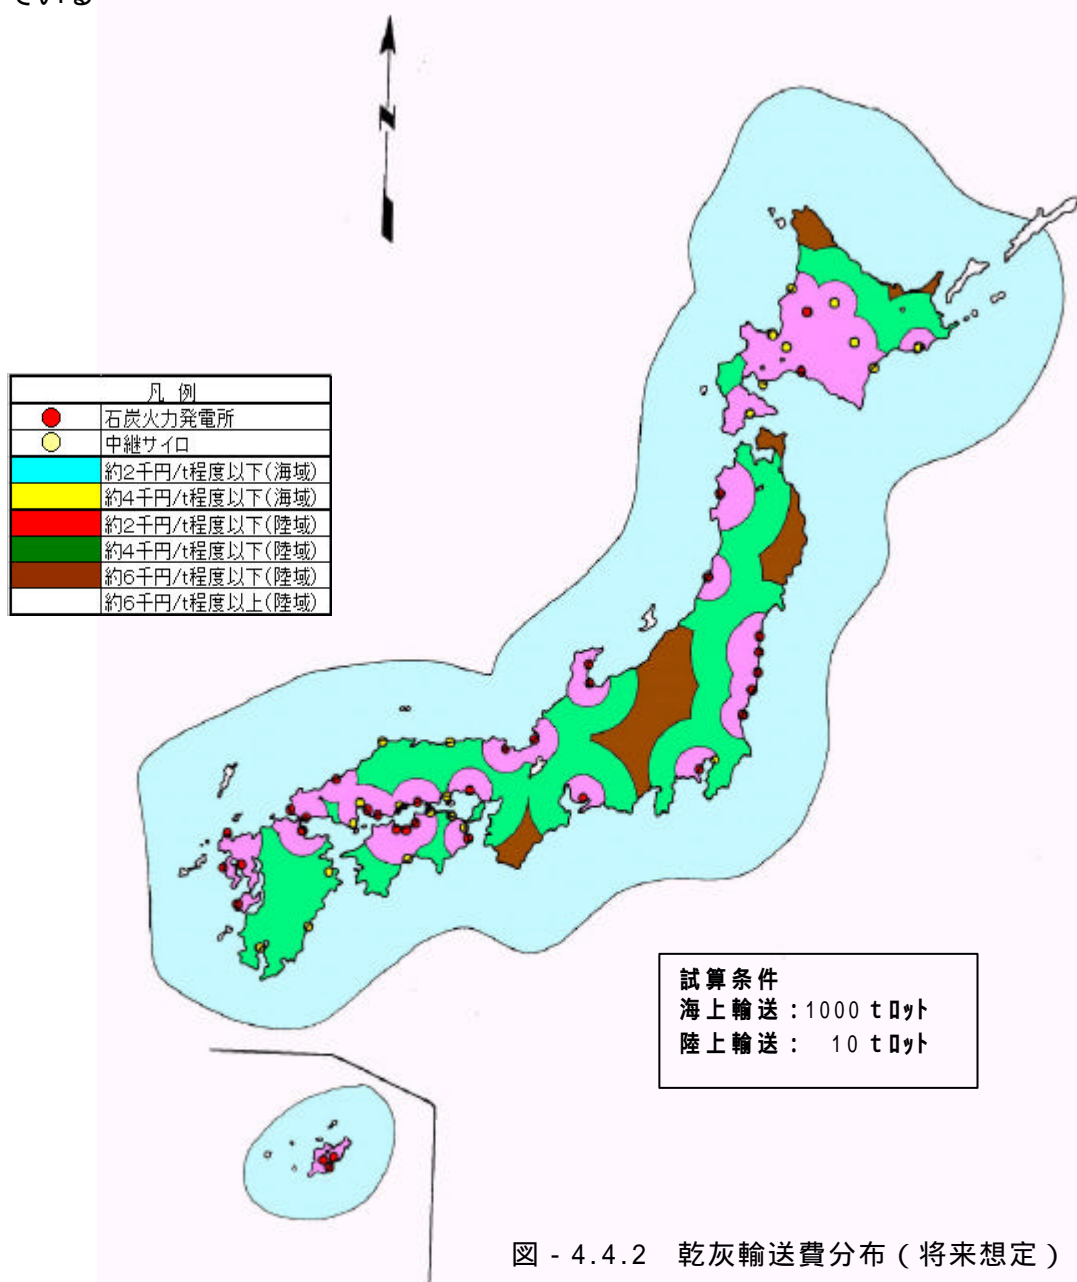 ている
N
凡 例
石炭火力発電所
中継サイロ
約2千円/t程度以下(海域)
約4千円/t程度以下(海域)
約2千円/t程度以下(陸域)
約4千円/t程度以下(陸域)
約6千円/t程度以下(陸域)
約6千円/t程度以上(陸域)
試算条件
海上輸送：1000 tロット
陸上輸送： 10 tロット
図 - 4.4.2 乾灰輸送費分布（将来想定）